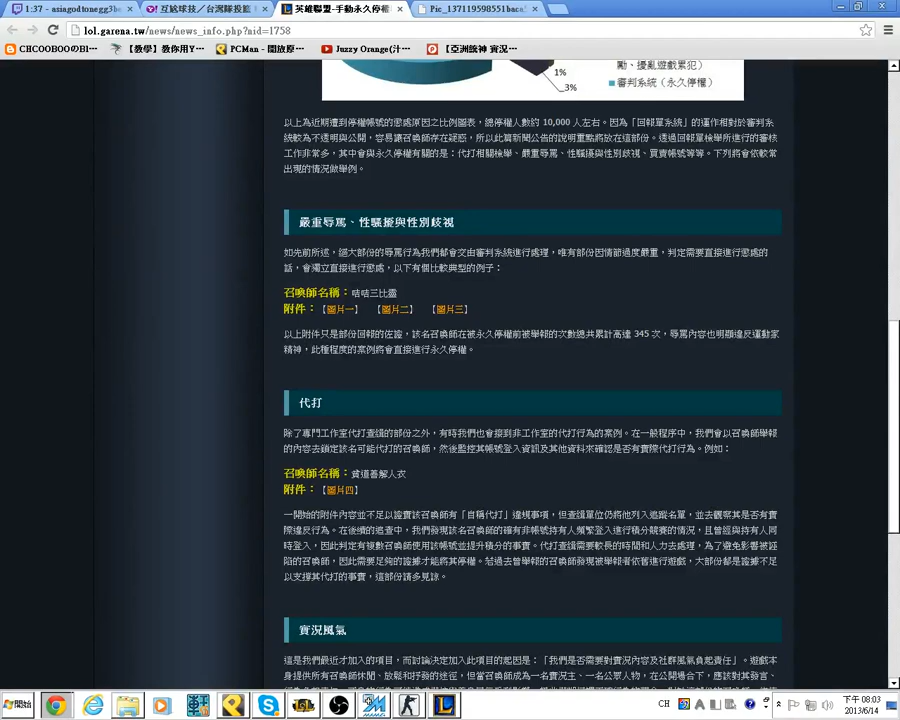 1:37 - asiagodtonegg3b
互尬球技／台灣隊投籃
英雄聯盟-手動永久停權
Pic_137119598551baca
lol.garena.tw/news/news_info.php?nid=1758
CHCOOBOO@Bl…
【教學】教你用Y…
PCMan - 開放原…
Juzzy Orange(汁…
【亞洲統神 實況…
勵、擾亂遊戲累犯）
1%
審判系統（永久停權）
3%
以上為近期遭到停權帳號的懲處原因之比例圖表，總停權人數約 10,000 人左右。因為「回報單系統」的運作相對於審判系
統較為不透明與公開，容易讓召喚師存在疑惑，所以此篇新聞公告的說明重點將放在這部份。透過回報單檢舉所進行的審核
工作非常多，其中會與永久停權有關的是：代打相關檢舉、嚴重辱罵、性騷擾與性別歧視、買賣帳號等等。下列將會依較常
出現的情況做舉例。
嚴重辱罵、性騷擾與性別歧視
如先前所述，絕大部份的辱罵行為我們都會交由審判系統進行處理，唯有部份因情節過度嚴重，判定需要直接進行懲處的
話，會獨立直接進行懲處，以下有個比較典型的例子：
召喚師名稱：咭咭三比靈
附件：【圖片一】 【圖片二】 【圖片三】
以上附件只是部份回報的佐證，該名召喚師在被永久停權前被舉報的次數總共累計高達 345 次，辱罵內容也明顯違反運動家
精神，此種程度的案例將會直接進行永久停權。
代打
除了專門工作室代打查緝的部份之外，有時我們也會接到非工作室的代打行為的案例。在一般程序中，我們會以召喚師舉報
的內容去鎖定該名可能代打的召喚師，然後監控其帳號登入資訊及其他資料來確認是否有實際代打行為。例如：
召喚師名稱：貧道善解人衣
附件：【圖片四】
一開始的附件內容並不足以證實該召喚師有「自稱代打」違規事項，但查緝單位仍將他列入追蹤名單，並去觀察其是否有實
際違反行為。在後續的追查中，我們發現該名召喚師的確有非帳號持有人頻繁登入進行積分競賽的情況，且曾經與持有人同
時登入，因此判定有複數召喚師使用該帳號並提升積分的事實。代打查緝需要較長的時間和人力去處理，為了避免影響被誣
陷的召喚師，因此需要足夠的證據才能將其停權。若過去曾舉報的召喚師發現被舉報者依舊進行遊戲，大部份都是證據不足
以支撐其代打的事實，這部份請多見諒。
實況風氣
這是我們最近才加入的項目，而討論決定加入此項目的起因是：「我們是否需要對實況內容及社群風氣負起責任」。遊戲本
身提供所有召喚師休閒、放鬆和抒發的途徑，但當召喚師成為一名實況主、一名公眾人物，在公開場合下，應該對其發言、
開始
CH
下午 08:03
2013/6/14